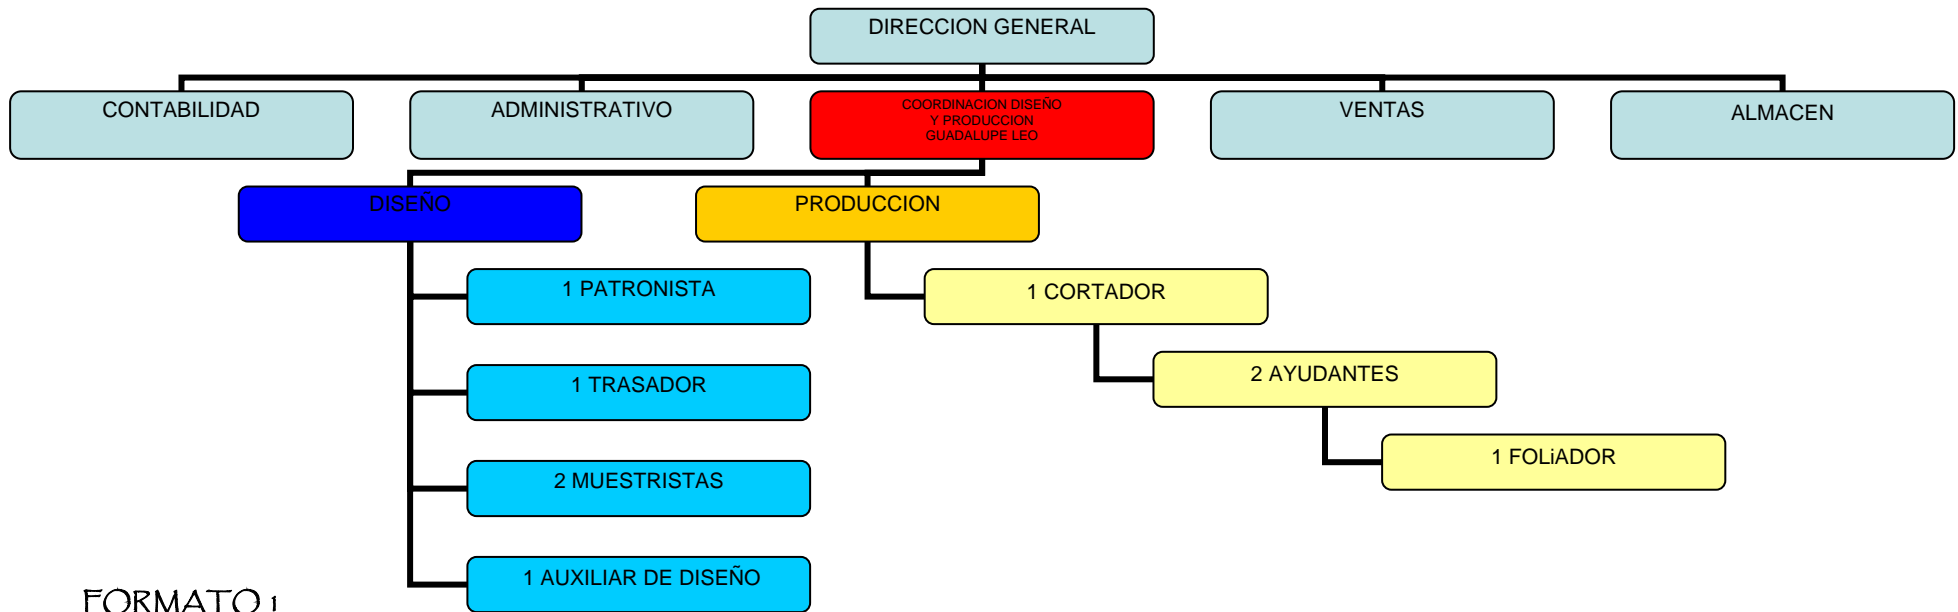 DIRECCION GENERAL
CONTABILIDAD
ADMINISTRATIVO
COORDINACION DISEÑO
Y PRODUCCION
GUADALUPE LEO
VENTAS
ALMACEN
DISEÑO
PRODUCCION
1 PATRONISTA
1 CORTADOR
1 TRASADOR
2 AYUDANTES
2 MUESTRISTAS
1 FOLiADOR
1 AUXILIAR DE DISEÑO
FORMATO 1